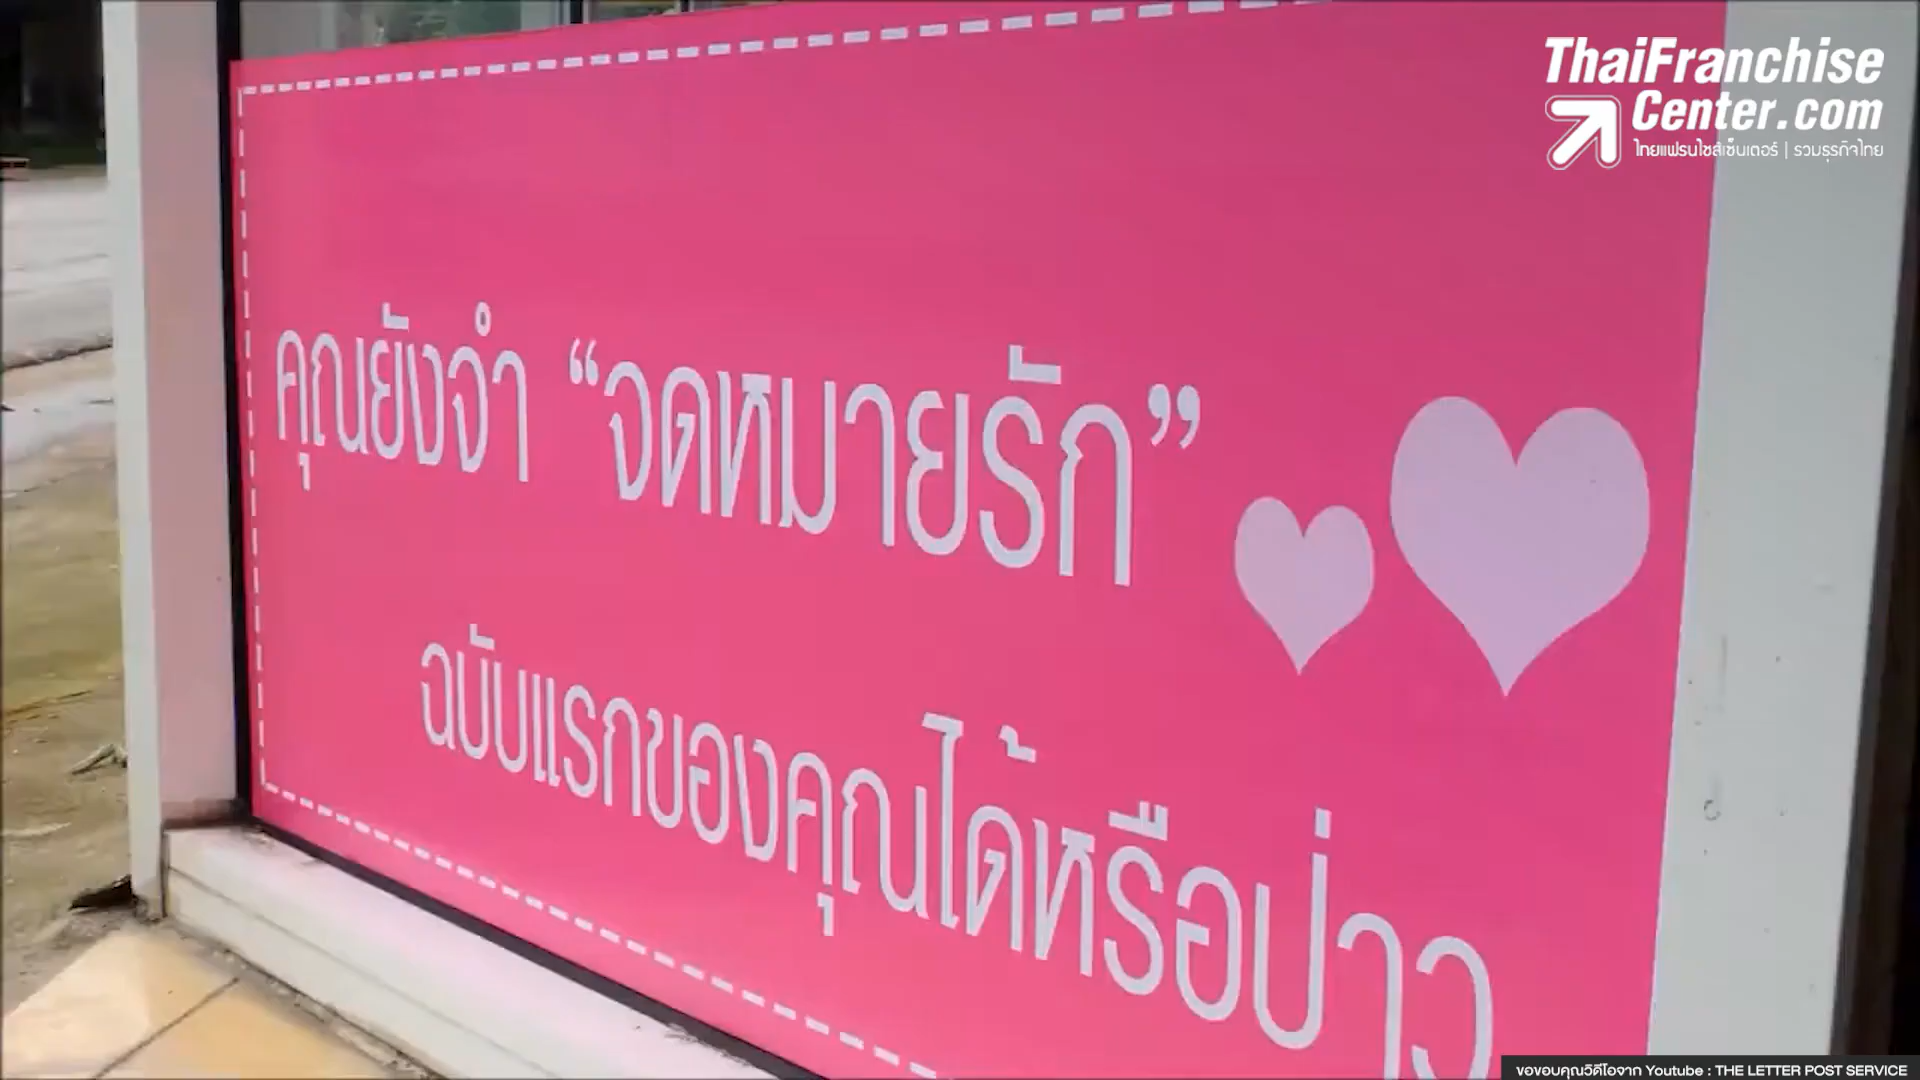 ThaiFranchise
Center.com
ไทยแฟรนไชส์เซ็นเตอร์ | รวมธุรกิจไทย
คุณยังจำ “จดหมายรัก”
ฉบับแรกของคุณได้หรือป่าว
ขอขอบคุณวิดีโอจาก Youtube : THE LETTER POST SERVICE